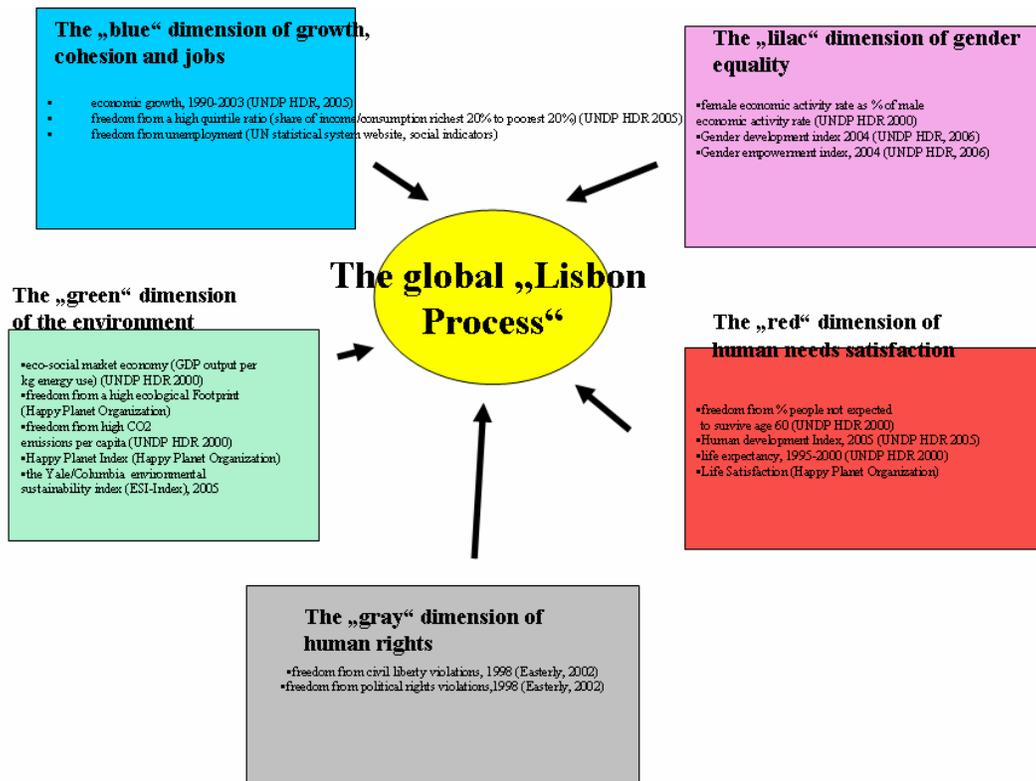 The „blue“ dimension of growth,
cohesion and jobs
▪ economic growth, 1990-2003 (UNDP HDR, 2005)
▪ freedom from a high quintile ratio (share of income/consumption richest 20% to poorest 20%) (UNDP HDR 2005)
▪ freedom from unemployment (UN statistical system website, social indicators)
The „lilac“ dimension of gender
equality
▪female economic activity rate as % of male
economic activity rate (UNDP HDR 2000)
▪Gender development index 2004 (UNDP HDR, 2006)
▪Gender empowerment index, 2004 (UNDP HDR, 2006)
The global „Lisbon
Process“
The „green“ dimension
of the environment
▪eco-social market economy (GDP output per
kg energy use) (UNDP HDR 2000)
▪freedom from a high ecological Footprint
(Happy Planet Organization)
▪freedom from high CO2
emissions per capita (UNDP HDR 2000)
▪Happy Planet Index (Happy Planet Organization)
▪the Yale/Columbia environmental
sustainability index (ESI-Index), 2005
The „red“ dimension of
human needs satisfaction
▪freedom from % people not expected
to survive age 60 (UNDP HDR 2000)
▪Human development Index, 2005 (UNDP HDR 2005)
▪life expectancy, 1995-2000 (UNDP HDR 2000)
▪Life Satisfaction (Happy Planet Organization)
The „gray“ dimension of
human rights
▪freedom from civil liberty violations, 1998 (Easterly, 2002)
▪freedom from political rights violations,1998 (Easterly, 2002)